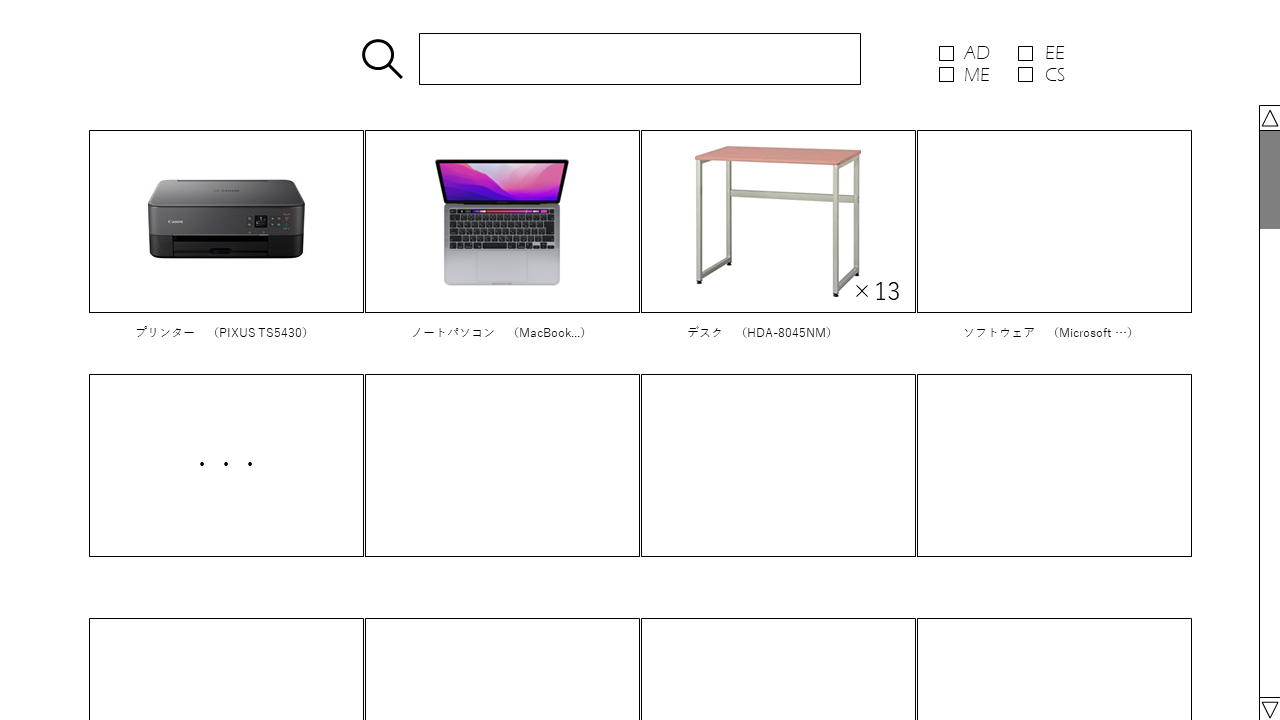 AD EE
ME CS
Canon
×13
プリンター　（PIXUS TS5430）
ノートパソコン　（MacBook...）
デスク　（HDA-8045NM）
ソフトウェア　（Microsoft …）
・・・